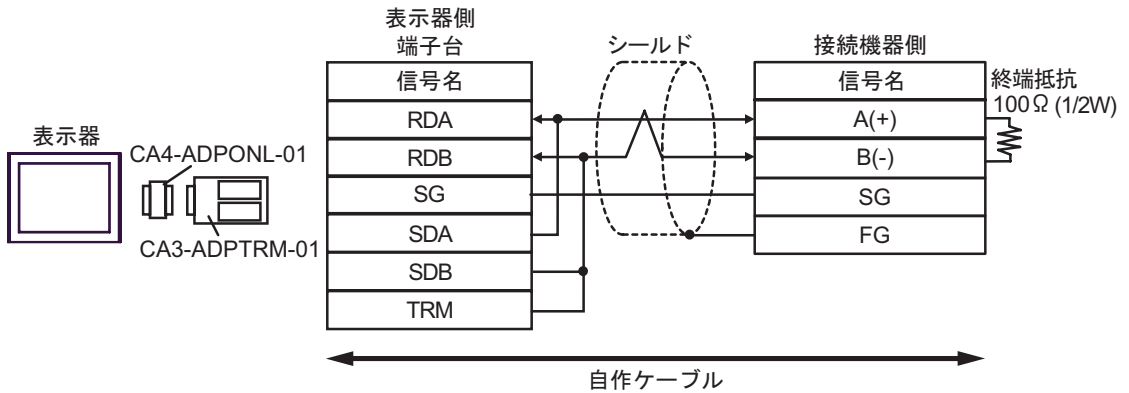 表示器
CA4-ADPONL-01
CA3-ADPTRM-01
表示器側
端子台
信号名
RDA
RDB
SG
SDA
SDB
TRM
シールド
接続機器側
信号名
A(+)
B(-)
SG
FG
終端抵抗
100Ω (1/2W)
自作ケーブル